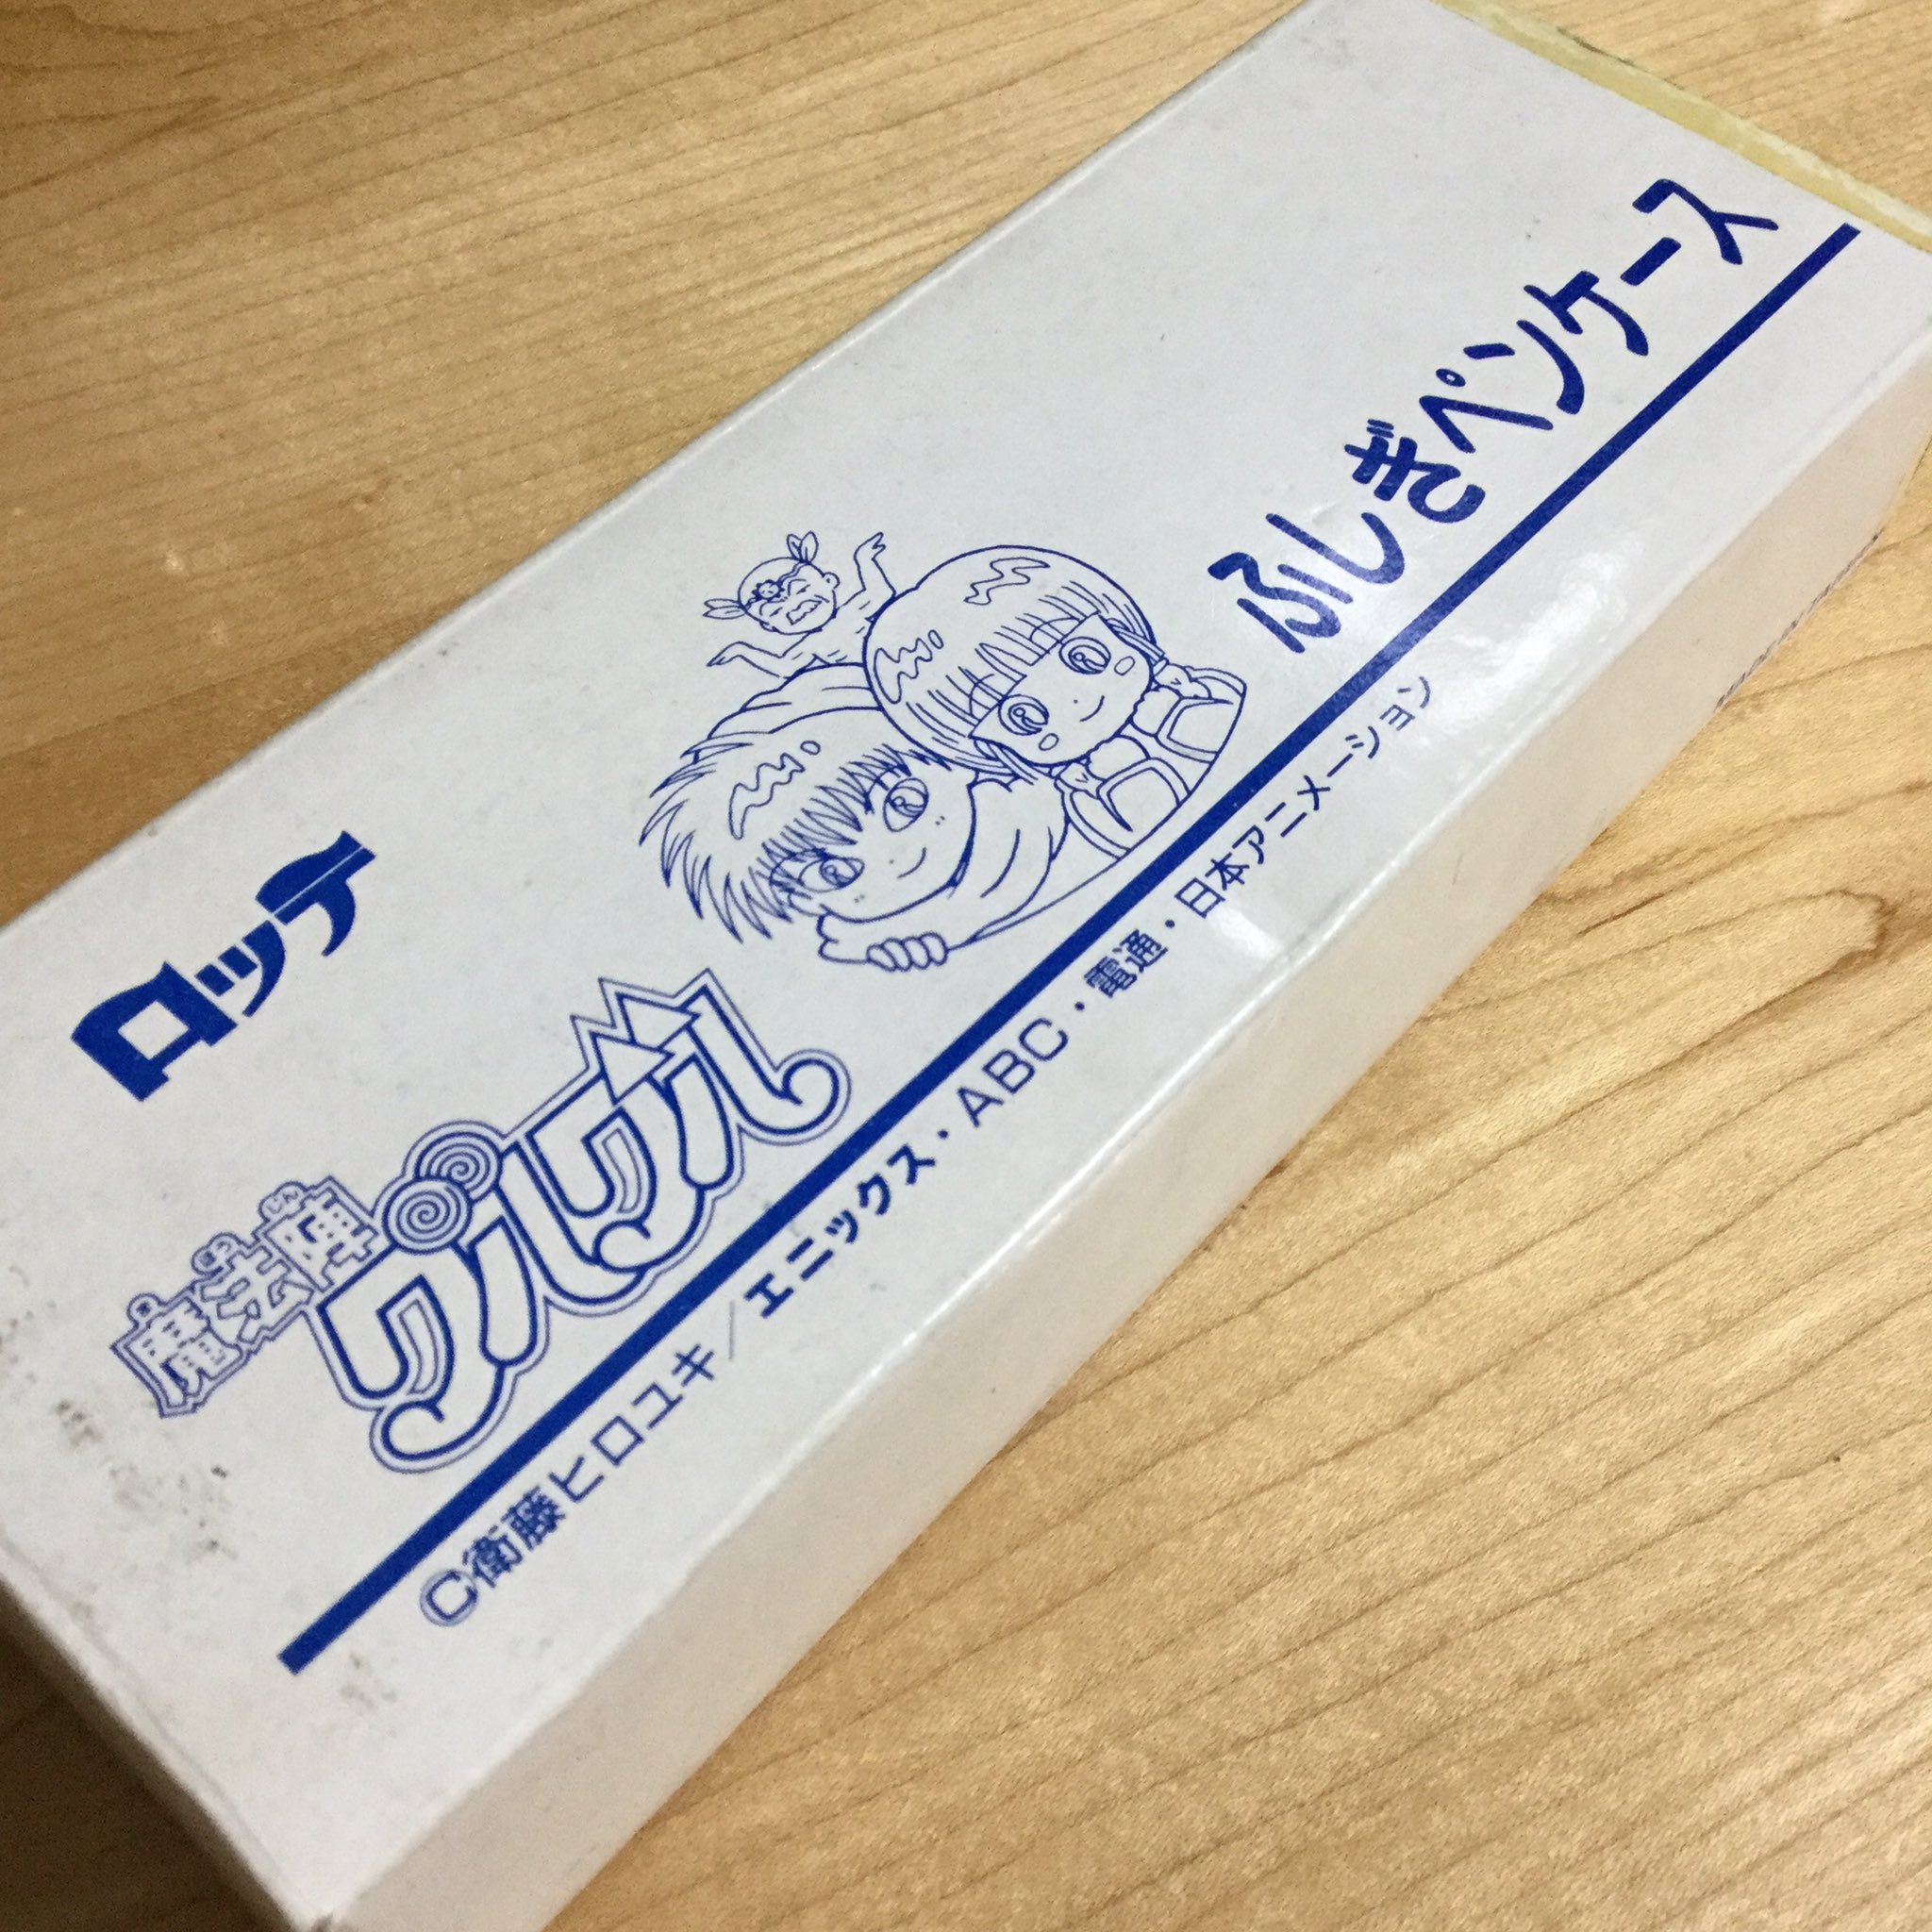 ロッテ
魔法陣
グルグル
ふしぎペンケース
©衛藤ヒロユキ／エニックス・ABC・電通・日本アニメーション